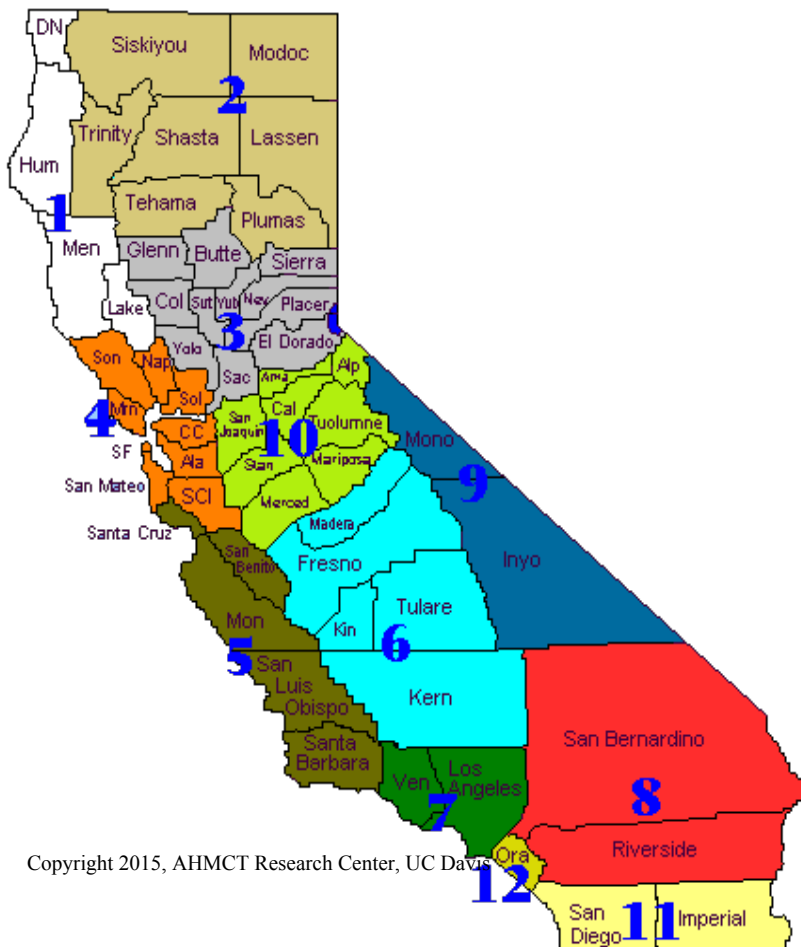 DN
Siskiyou
Modoc
2
Trinity
Shasta
Lassen
Hum
Tehama
1
Plumas
Men
Glenn
Butte
Sierra
Lake
Col
Sut
Yub
Nev
Placer
3
Yolo
El Dorado
Son
Nap
Sac
Ama
Alp
Sol
Mrn
4
San
Joaquin
Cal
Tuolumne
10
CC
SF
Ala
Stan
Mariposa
Mono
9
San Mateo
SCl
Merced
Santa Cruz
Madera
San
Benito
Fresno
Inyo
Mon
Kin
Tulare
6
5
San
Luis
Obispo
Kern
Santa
Barbara
San Bernardino
Ven
Los
Angeles
7
8
Ora
Riverside
Copyright 2015, AHMCT Research Center, UC Davis
12
San
Diego
11
Imperial